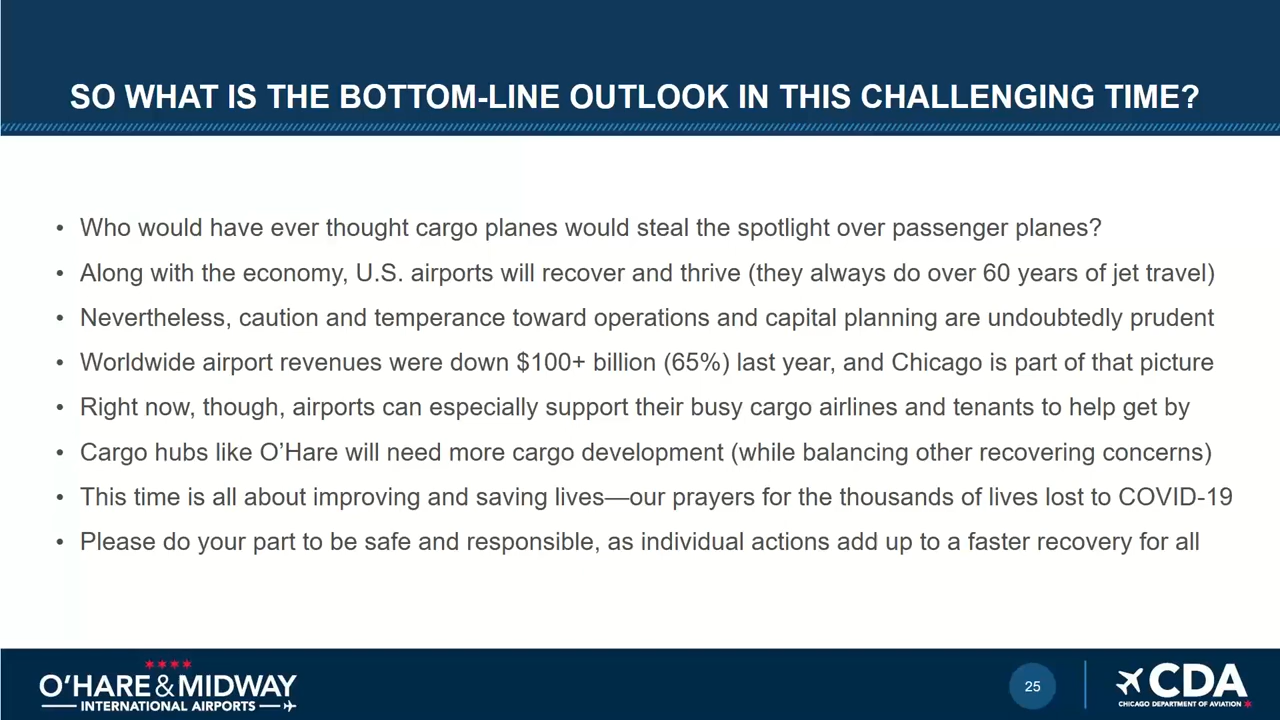 SO WHAT IS THE BOTTOM-LINE OUTLOOK IN THIS CHALLENGING TIME?
• Who would have ever thought cargo planes would steal the spotlight over passenger planes?
• Along with the economy, U.S. airports will recover and thrive (they always do over 60 years of jet travel)
• Nevertheless, caution and temperance toward operations and capital planning are undoubtedly prudent
• Worldwide airport revenues were down $100+ billion (65%) last year, and Chicago is part of that picture
• Right now, though, airports can especially support their busy cargo airlines and tenants to help get by
• Cargo hubs like O’Hare will need more cargo development (while balancing other recovering concerns)
• This time is all about improving and saving lives—our prayers for the thousands of lives lost to COVID-19
• Please do your part to be safe and responsible, as individual actions add up to a faster recovery for all
O’HARE & MIDWAY
INTERNATIONAL AIRPORTS
25
CDA
CHICAGO DEPARTMENT OF AVIATION